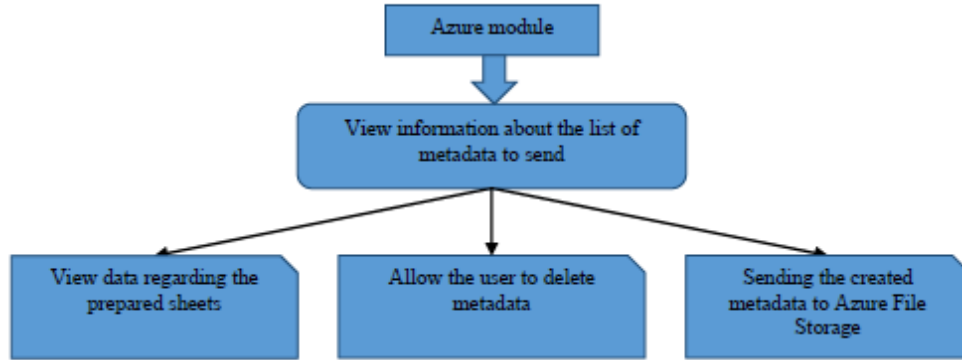 Azure module
View information about the list of
metadata to send
View data regarding the
prepared sheets
Allow the user to delete
metadata
Sending the created
metadata to Azure File
Storage